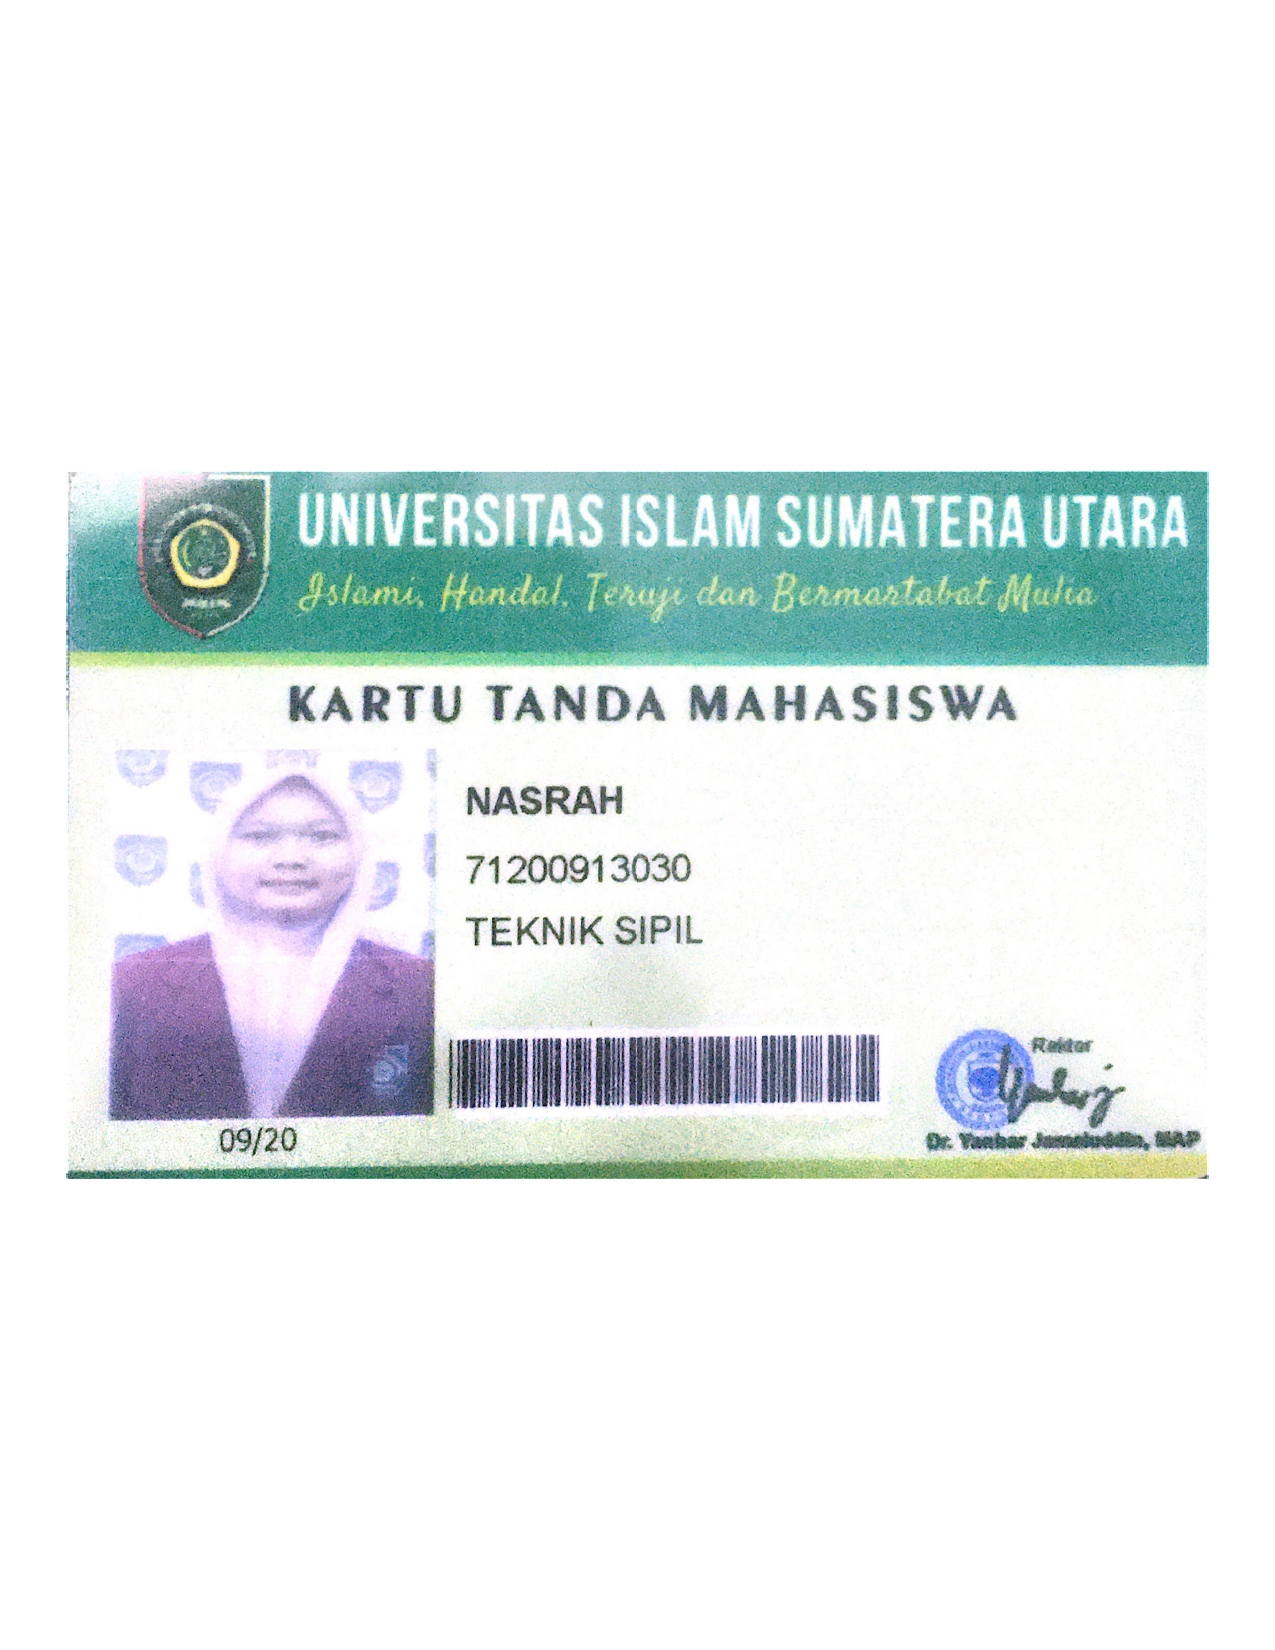 UNIVERSITAS ISLAM SUMATERA UTARA
Islami, Handal, Teruji dan Bermartabat Mulia
KARTU TANDA MAHASISWA
NASRAH
71200913030
TEKNIK SIPIL
Rektor
09/20
Dr. Yanhar Jamaluddin, MAP